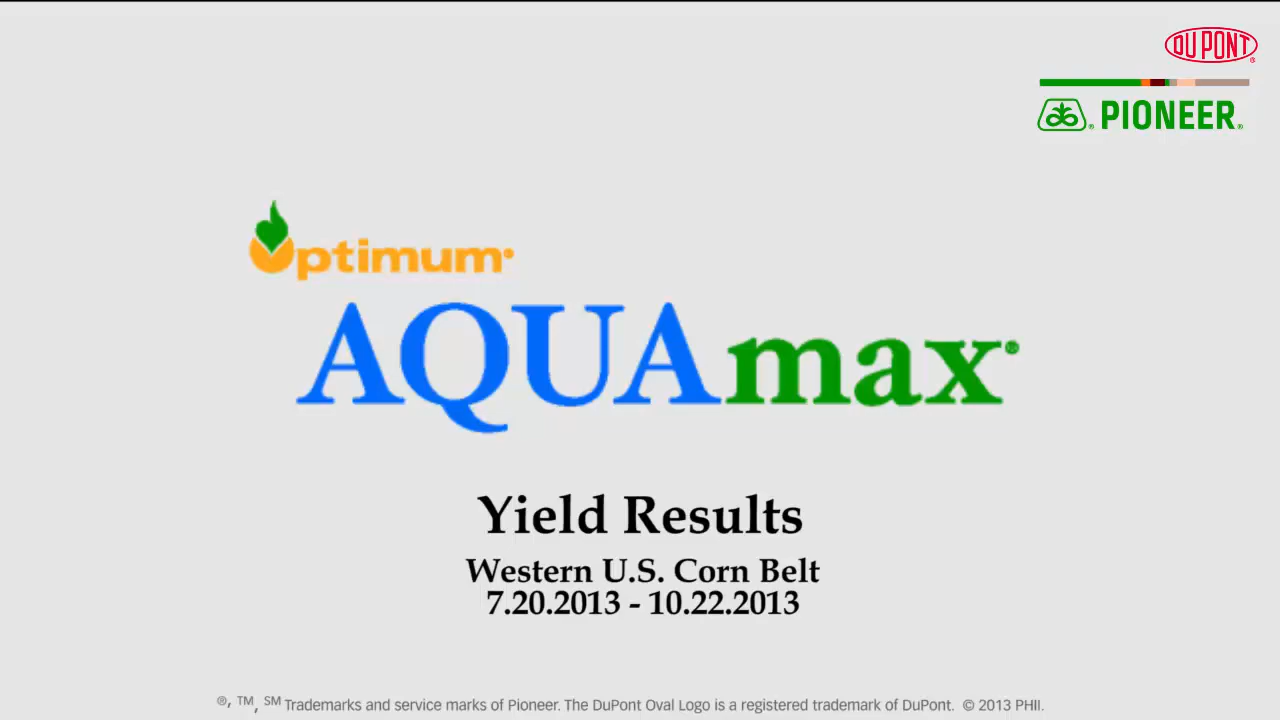 DU PONT®
® PIONEER®
Optimum®
AQUAmax®
Yield Results
Western U.S. Corn Belt
7.20.2013 - 10.22.2013
®, ™, SM Trademarks and service marks of Pioneer. The DuPont Oval Logo is a registered trademark of DuPont. © 2013 PHII.